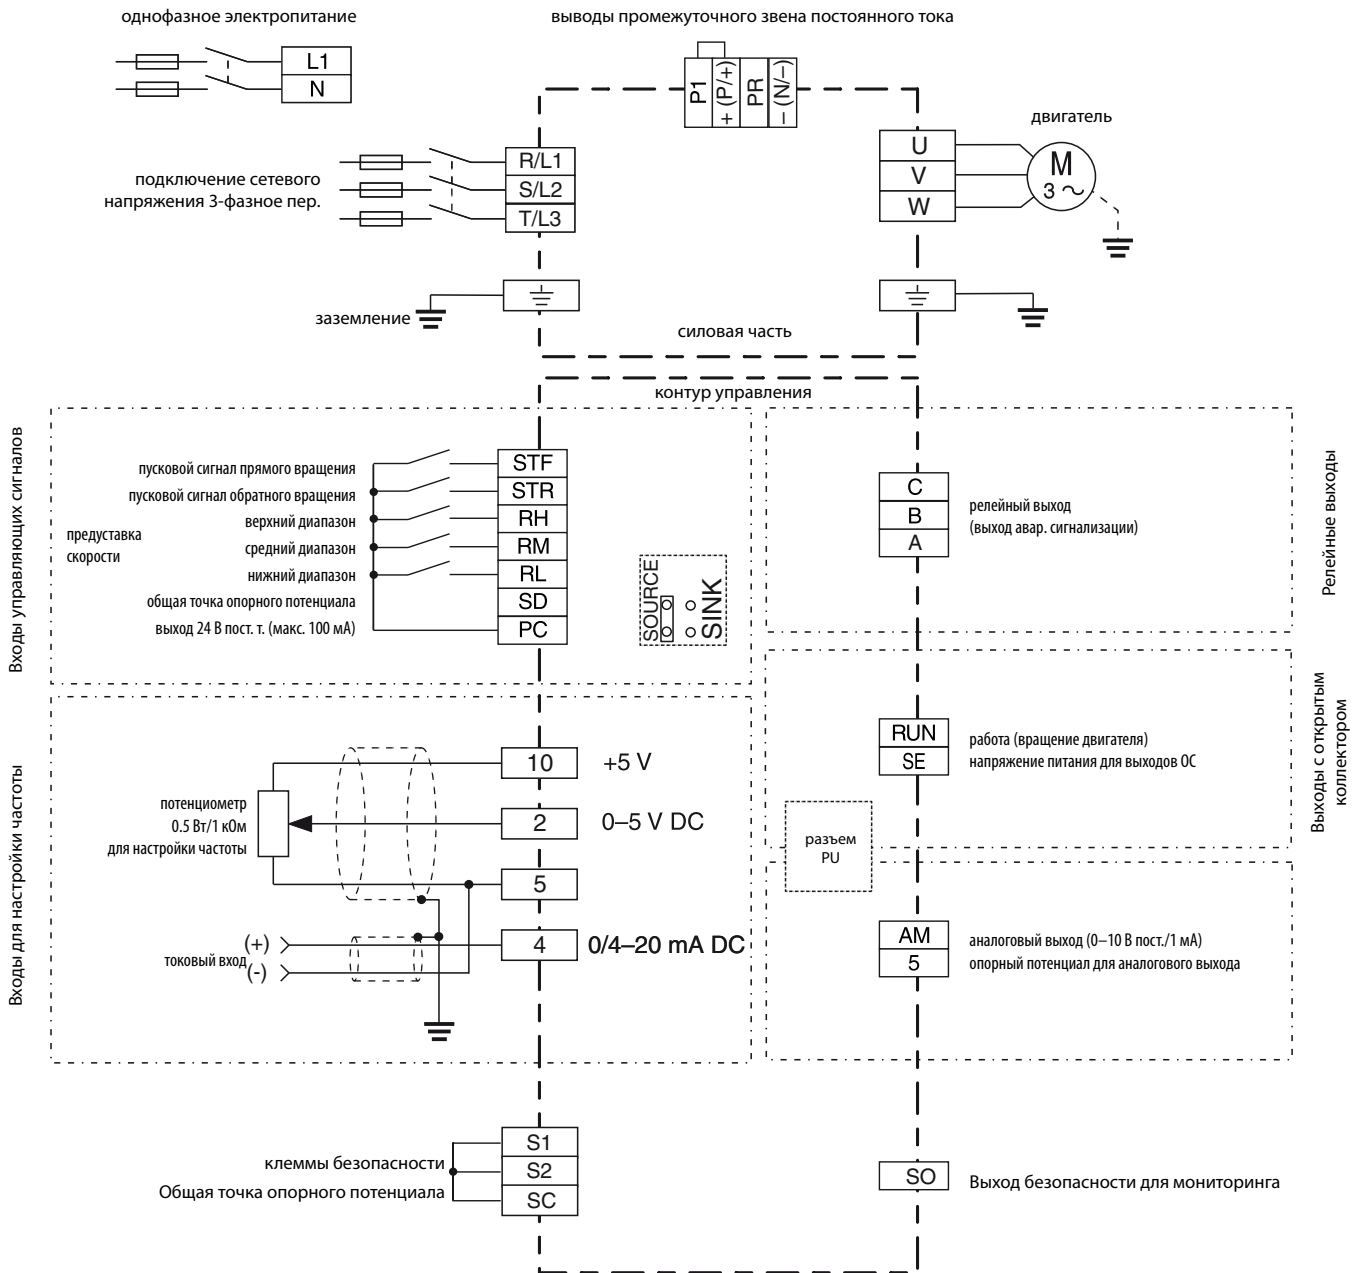 однофазное электропитание
L1
N
выводы промежуточного звена постоянного тока
P1
+ (P/+)
PR
– (N/–)
подключение сетевого
напряжения 3-фазное пер.
R/L1
S/L2
T/L3
U
V
W
двигатель
M
3 ~
заземление
силовая часть
контур управления
Входы управляющих сигналов
предуставка
скорости
пусковой сигнал прямого вращения
пусковой сигнал обратного вращения
верхний диапазон
средний диапазон
нижний диапазон
общая точка опорного потенциала
выход 24 В пост. т. (макс. 100 мА)
STF
STR
RH
RM
RL
SD
PC
SOURCE
SINK
C
B
A
релейный выход
(выход авар. сигнализации)
Релейные выходы
Входы для настройки частоты
потенциометр
0.5 Вт/1 кОм
для настройки частоты
10 +5 V
2 0–5 V DC
5
токовый вход
(+)
(-)
4 0/4–20 mA DC
RUN
SE
работа (вращение двигателя)
напряжение питания для выходов ОС
Выходы с открытым
коллектором
разъем
PU
AM
5
аналоговый выход (0–10 В пост./1 мА)
опорный потенциал для аналогового выхода
клеммы безопасности
Общая точка опорного потенциала
S1
S2
SC
SO
Выход безопасности для мониторинга